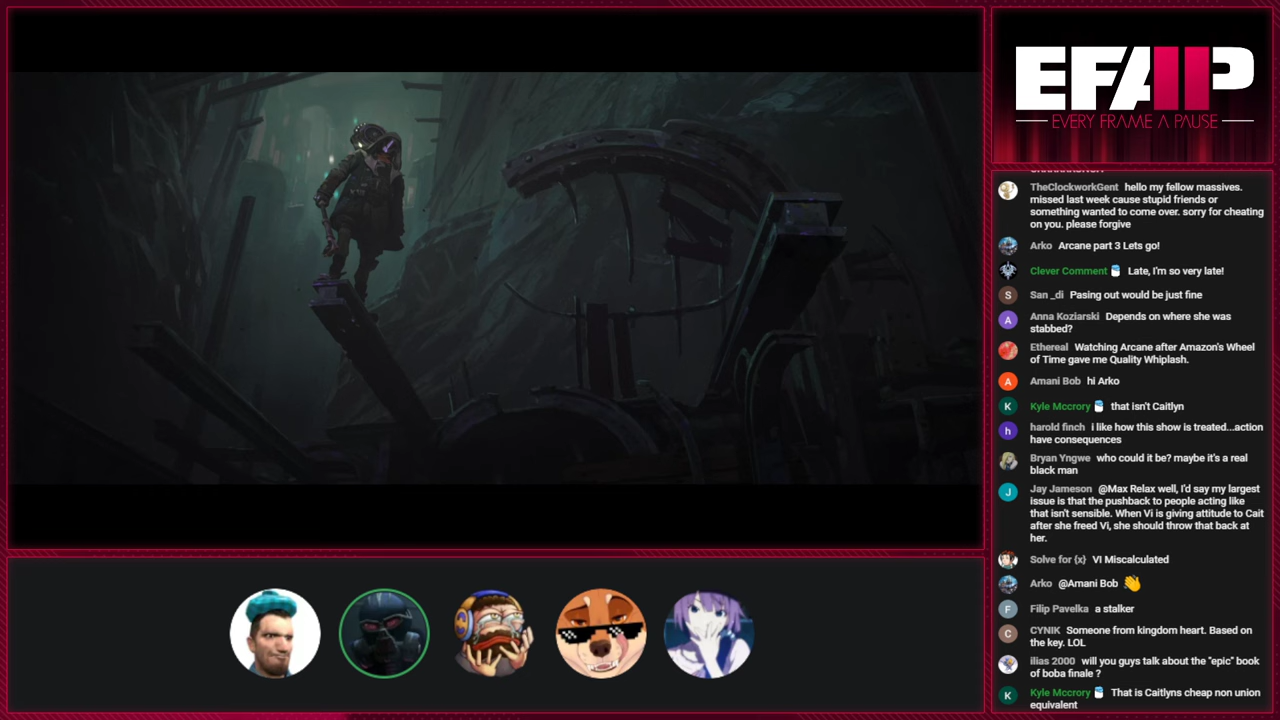 EFAP
EVERY FRAME A PAUSE
TheClockworkGent hello my fellow massives.
missed last week cause stupid friends or
something wanted to come over. sorry for cheating
on you. please forgive
Arko Arcane part 3 Lets go!
Clever Comment Late, I'm so very late!
S San _di Pasing out would be just fine
A Anna Koziarski Depends on where she was
stabbed?
Ethereal Watching Arcane after Amazon's Wheel
of Time gave me Quality Whiplash.
A Amani Bob hi Arko
K Kyle Mccrory that isn't Caitlyn
h harold finch i like how this show is treated...action
have consequences
Bryan Yngwe who could it be? maybe it's a real
black man
J Jay Jameson @Max Relax well, I'd say my largest
issue is that the pushback to people acting like
that isn't sensible. When Vi is giving attitude to Cait
after she freed Vi, she should throw that back at
her.
Solve for {x} VI Miscalculated
Arko @Amani Bob 👋
F Filip Pavelka a stalker
C CYNIK Someone from kingdom heart. Based on
the key. LOL
ilias 2000 will you guys talk about the "epic" book
of boba finale ?
K Kyle Mccrory That is Caitlyns cheap non union
equivalent